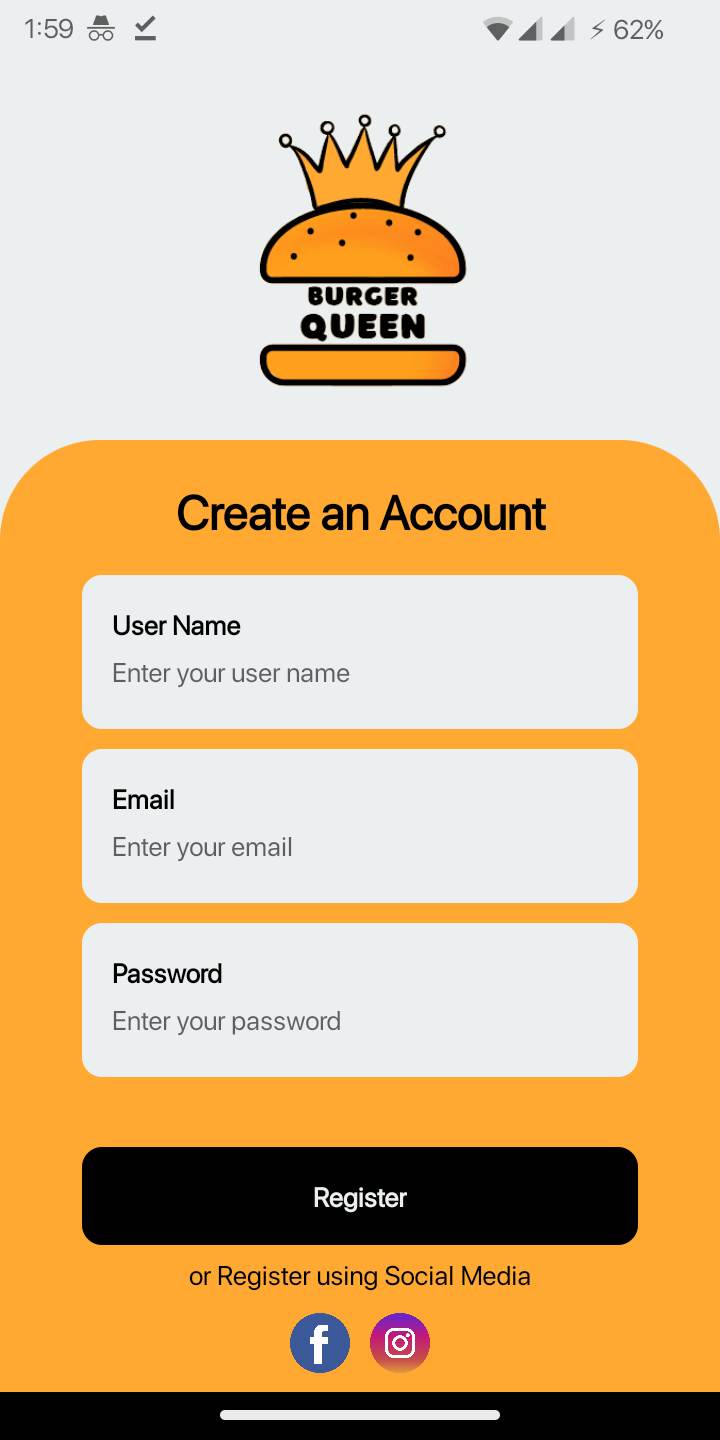 1:59
62%
BURGER
QUEEN
Create an Account
User Name
Enter your user name
Email
Enter your email
Password
Enter your password
Register
or Register using Social Media